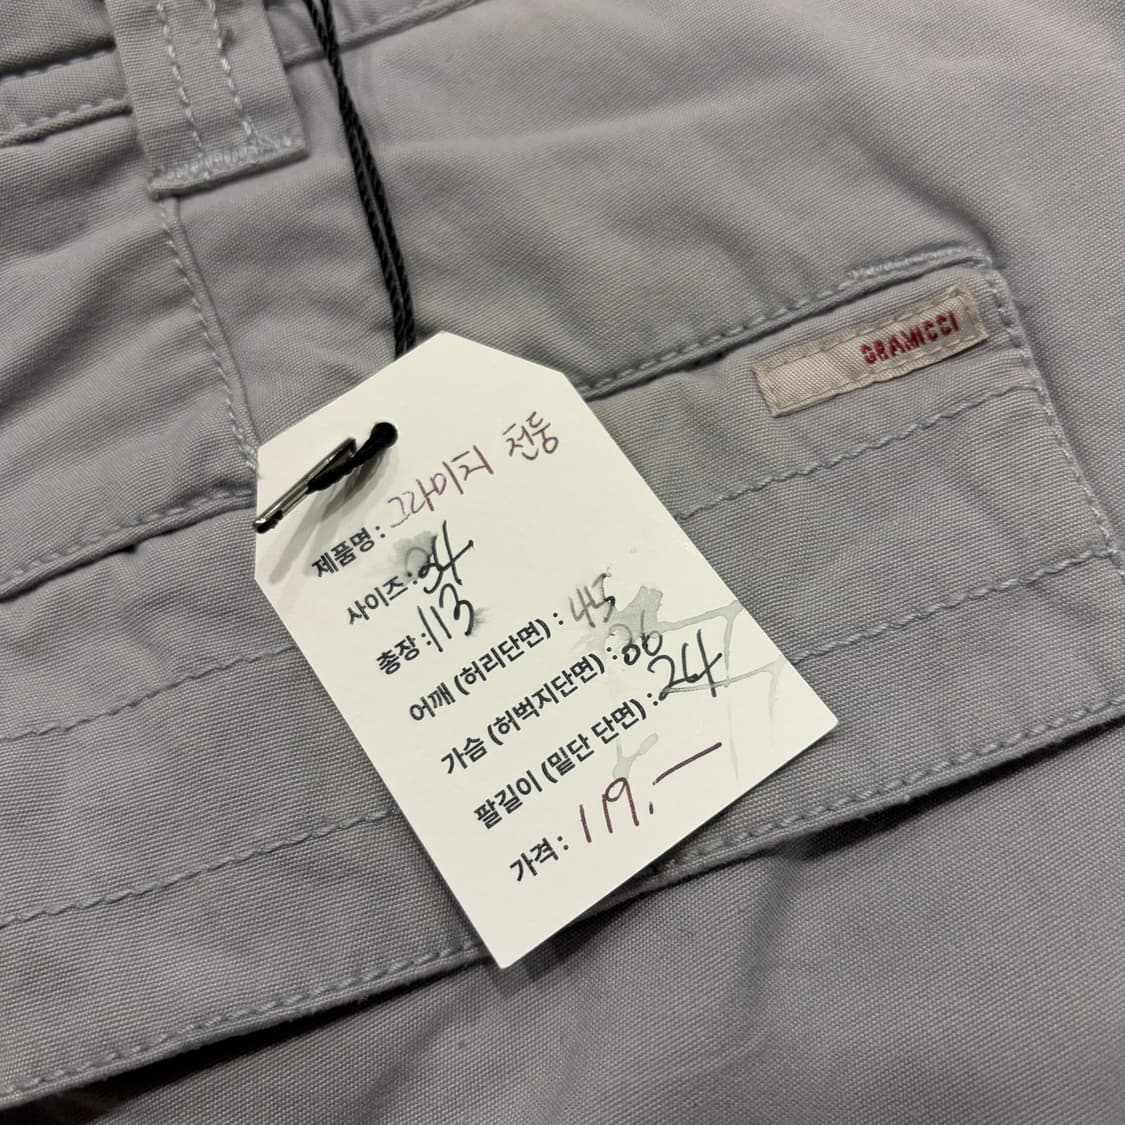 GRAMICCI
제품명 : 그라미치 천둥
사이즈 : 34
총장 : 113
어깨 (허리단면) : 45
가슴 (허벅지단면) : 36
팔길이 (밑단 단면) : 24
가격 : 119.-